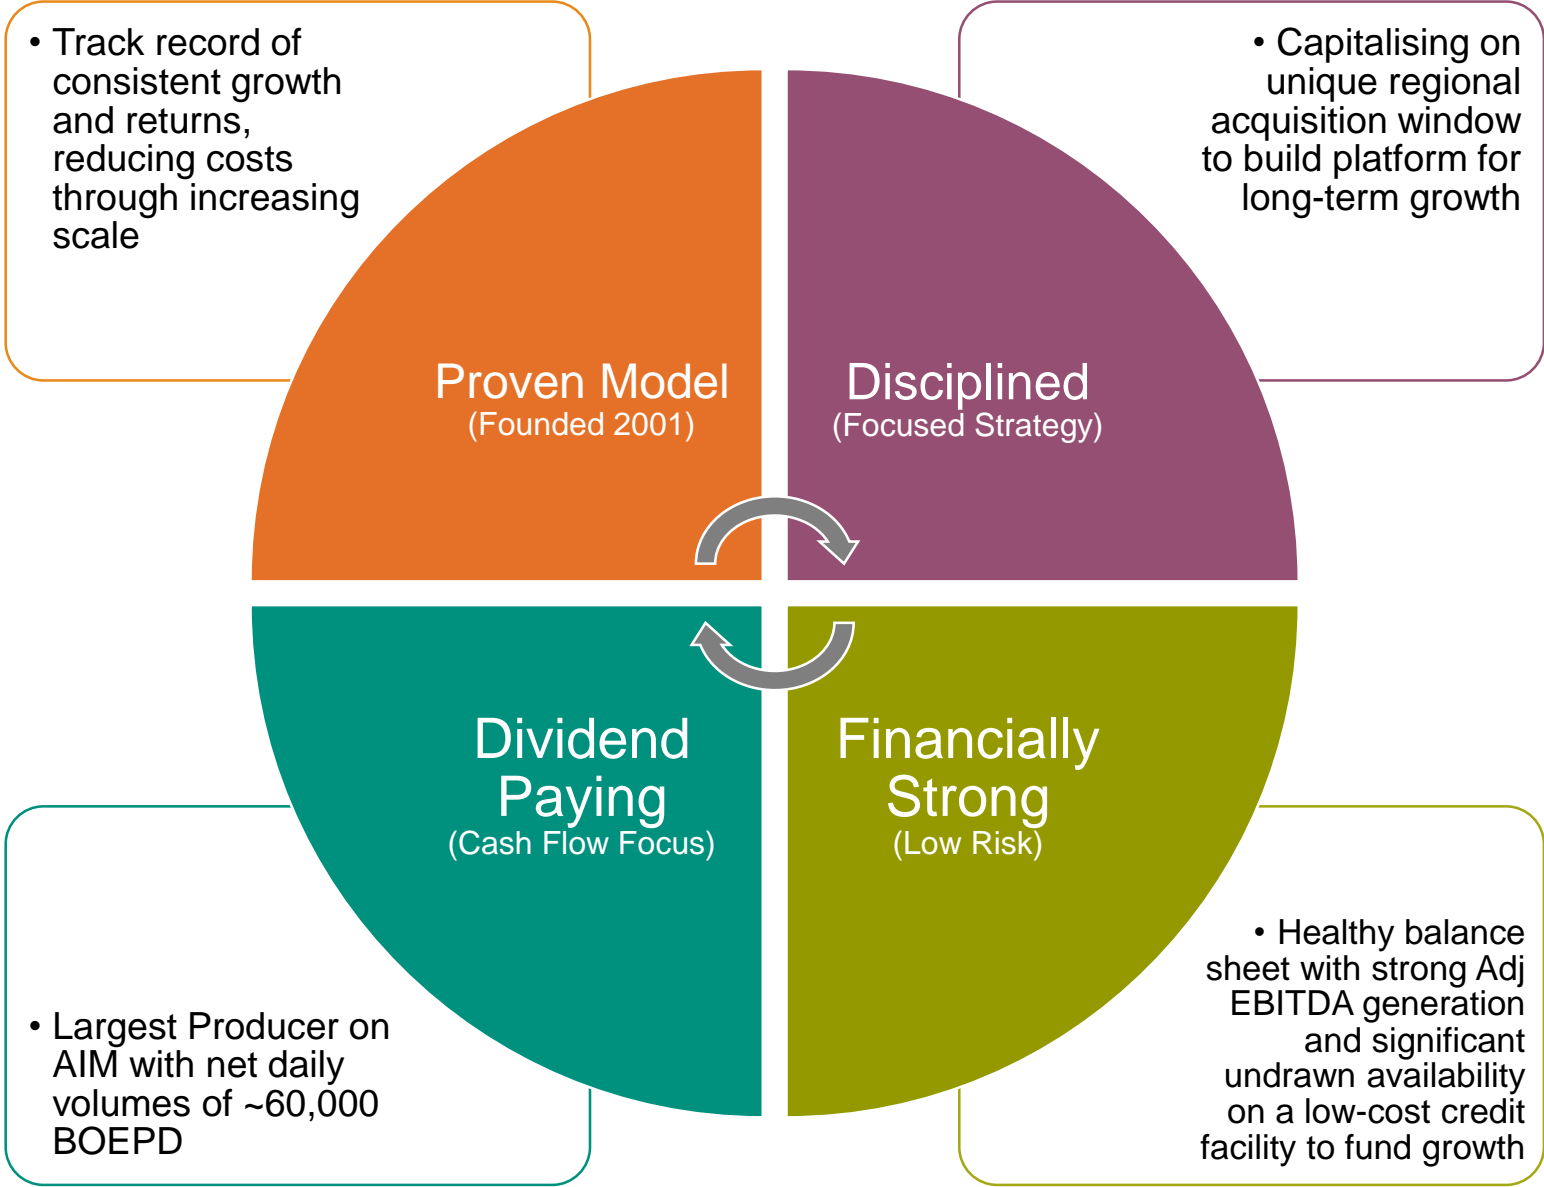 • Track record of
consistent growth
and returns,
reducing costs
through increasing
scale
• Capitalising on
unique regional
acquisition window
to build platform for
long-term growth
Proven Model
(Founded 2001)
Disciplined
(Focused Strategy)
Dividend
Paying
(Cash Flow Focus)
Financially
Strong
(Low Risk)
• Largest Producer on
AIM with net daily
volumes of ~60,000
BOEPD
• Healthy balance
sheet with strong Adj
EBITDA generation
and significant
undrawn availability
on a low-cost credit
facility to fund growth